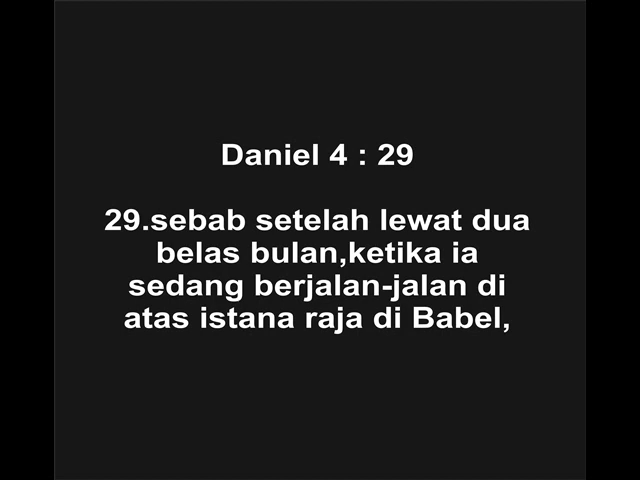 Daniel 4 : 29
29.sebab setelah lewat dua
belas bulan,ketika ia
sedang berjalan-jalan di
atas istana raja di Babel,